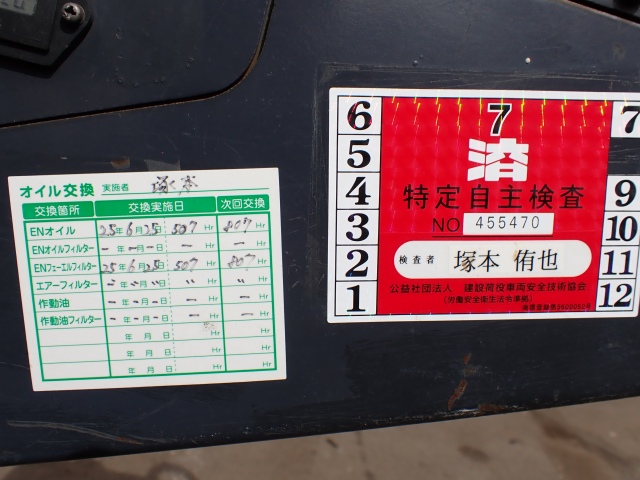 オイル交換 実施者 塚本
交換箇所 交換実施日 次回交換
ENオイル 25年6月25日 507Hr 807Hr
ENオイルフィルター -年-月-日 -Hr -Hr
ENフューエルフィルター 25年6月25日 507Hr 807Hr
エアーフィルター 〃年〃月〃日 〃Hr 〃Hr
作動油 -年-月-日 -Hr -Hr
作動油フィルター -年-月-日 -Hr -Hr
年 月 日 Hr Hr
年 月 日 Hr Hr
年 月 日 Hr Hr
6 7 7
5
済
4 特定自主検査 9
3 NO 455470 10
2 検査者 塚本 侑也 11
1 公益社団法人 建設荷役車両安全技術協会 12
(労働安全衛生法令準拠)